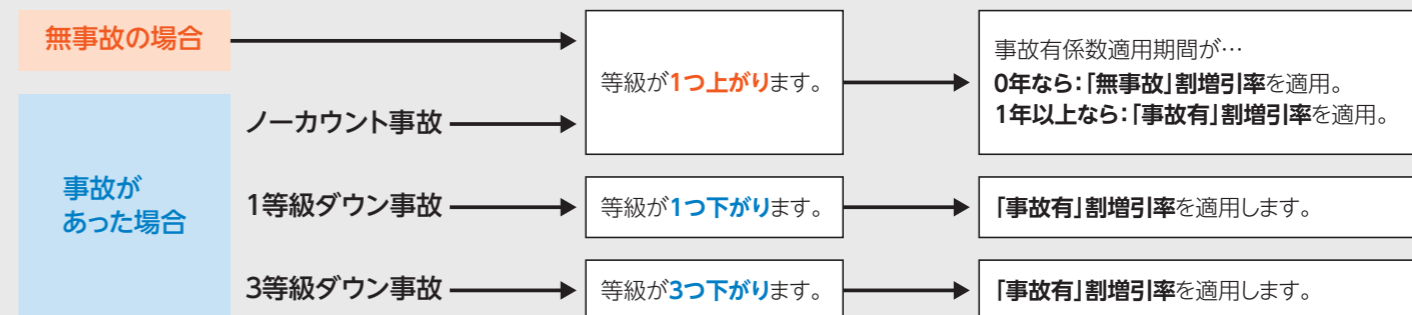 無事故の場合
等級が1つ上がります。
事故有係数適用期間が…
0年なら：「無事故」割増引率を適用。
1年以上なら：「事故有」割増引率を適用。
事故が
あった場合
ノーカウント事故
1等級ダウン事故
等級が1つ下がります。
「事故有」割増引率を適用します。
3等級ダウン事故
等級が3つ下がります。
「事故有」割増引率を適用します。